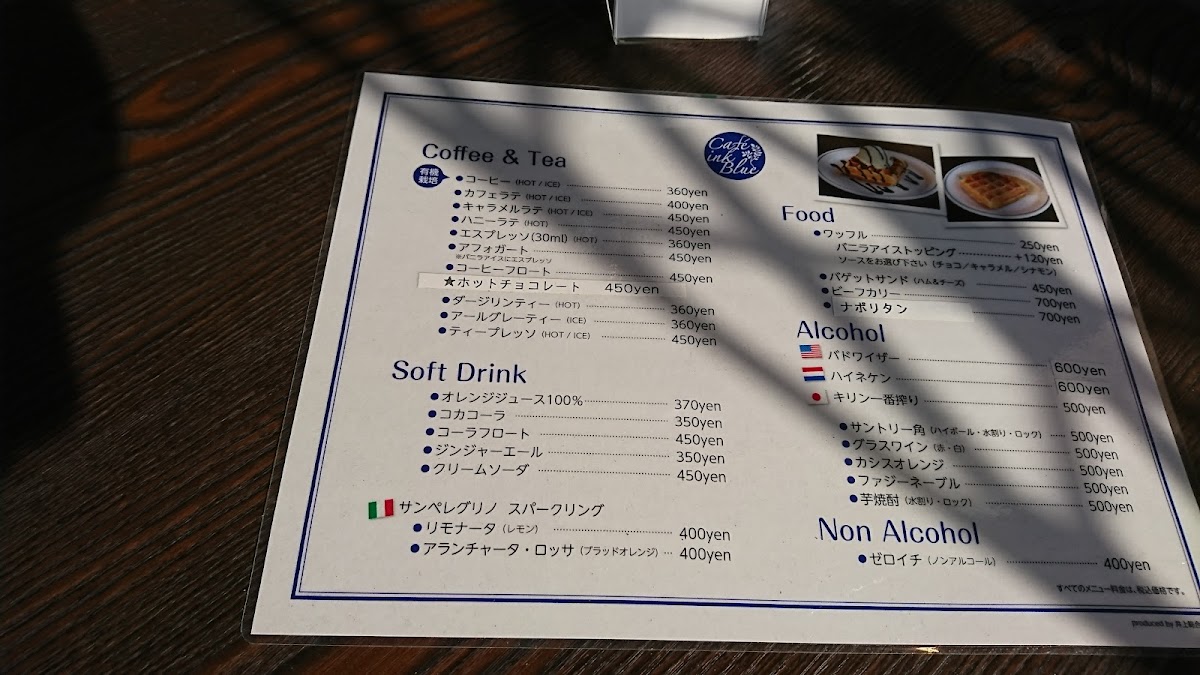 Café
ink
Blue
Coffee & Tea
有機
栽培
●コーヒー (HOT / ICE) 360yen
●カフェラテ (HOT / ICE) 400yen
●キャラメルラテ (HOT / ICE) 450yen
●ハニーラテ (HOT) 450yen
●エスプレッソ(30ml) (HOT) 360yen
●アフォガート 450yen
※バニラアイスにエスプレッソ
●コーヒーフロート 450yen
★ホットチョコレート 450yen
●ダージリンティー (HOT) 360yen
●アールグレーティー (ICE) 360yen
●ティープレッソ (HOT / ICE) 450yen
Soft Drink
●オレンジジュース100% 370yen
●コカコーラ 350yen
●コーラフロート 450yen
●ジンジャーエール 350yen
●クリームソーダ 450yen
サンペレグリノ スパークリング
●リモナータ (レモン) 400yen
●アランチャータ・ロッサ (ブラッドオレンジ) 400yen
Food
●ワッフル 250yen
バニラアイストッピング +120yen
ソースをお選び下さい (チョコ/キャラメル/シナモン)
●バゲットサンド (ハム&チーズ) 450yen
●ビーフカリー 700yen
●ナポリタン 700yen
Alcohol
バドワイザー 600yen
ハイネケン 600yen
キリン一番搾り 500yen
●サントリー角 (ハイボール・水割り・ロック) 500yen
●グラスワイン (赤・白) 500yen
●カシスオレンジ 500yen
●ファジーネーブル 500yen
●芋焼酎 (水割り・ロック) 500yen
Non Alcohol
●ゼロイチ (ノンアルコール) 400yen
すべてのメニュー料金は、税込価格です。
produced by